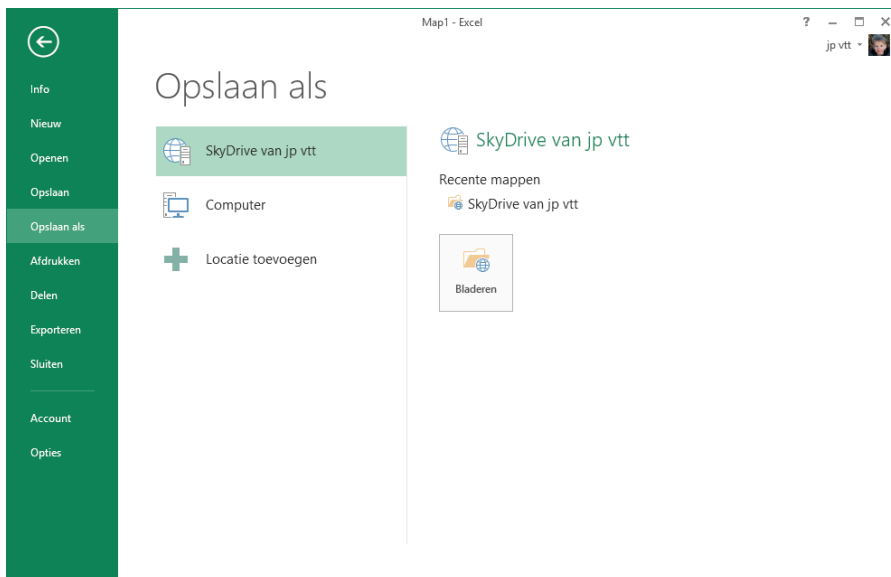 Map1 - Excel
?
jp vtt
Info
Nieuw
Openen
Opslaan
Opslaan als
Afdrukken
Delen
Exporteren
Sluiten
Account
Opties
Opslaan als
SkyDrive van jp vtt
Computer
Locatie toevoegen
SkyDrive van jp vtt
Recente mappen
SkyDrive van jp vtt
Bladeren